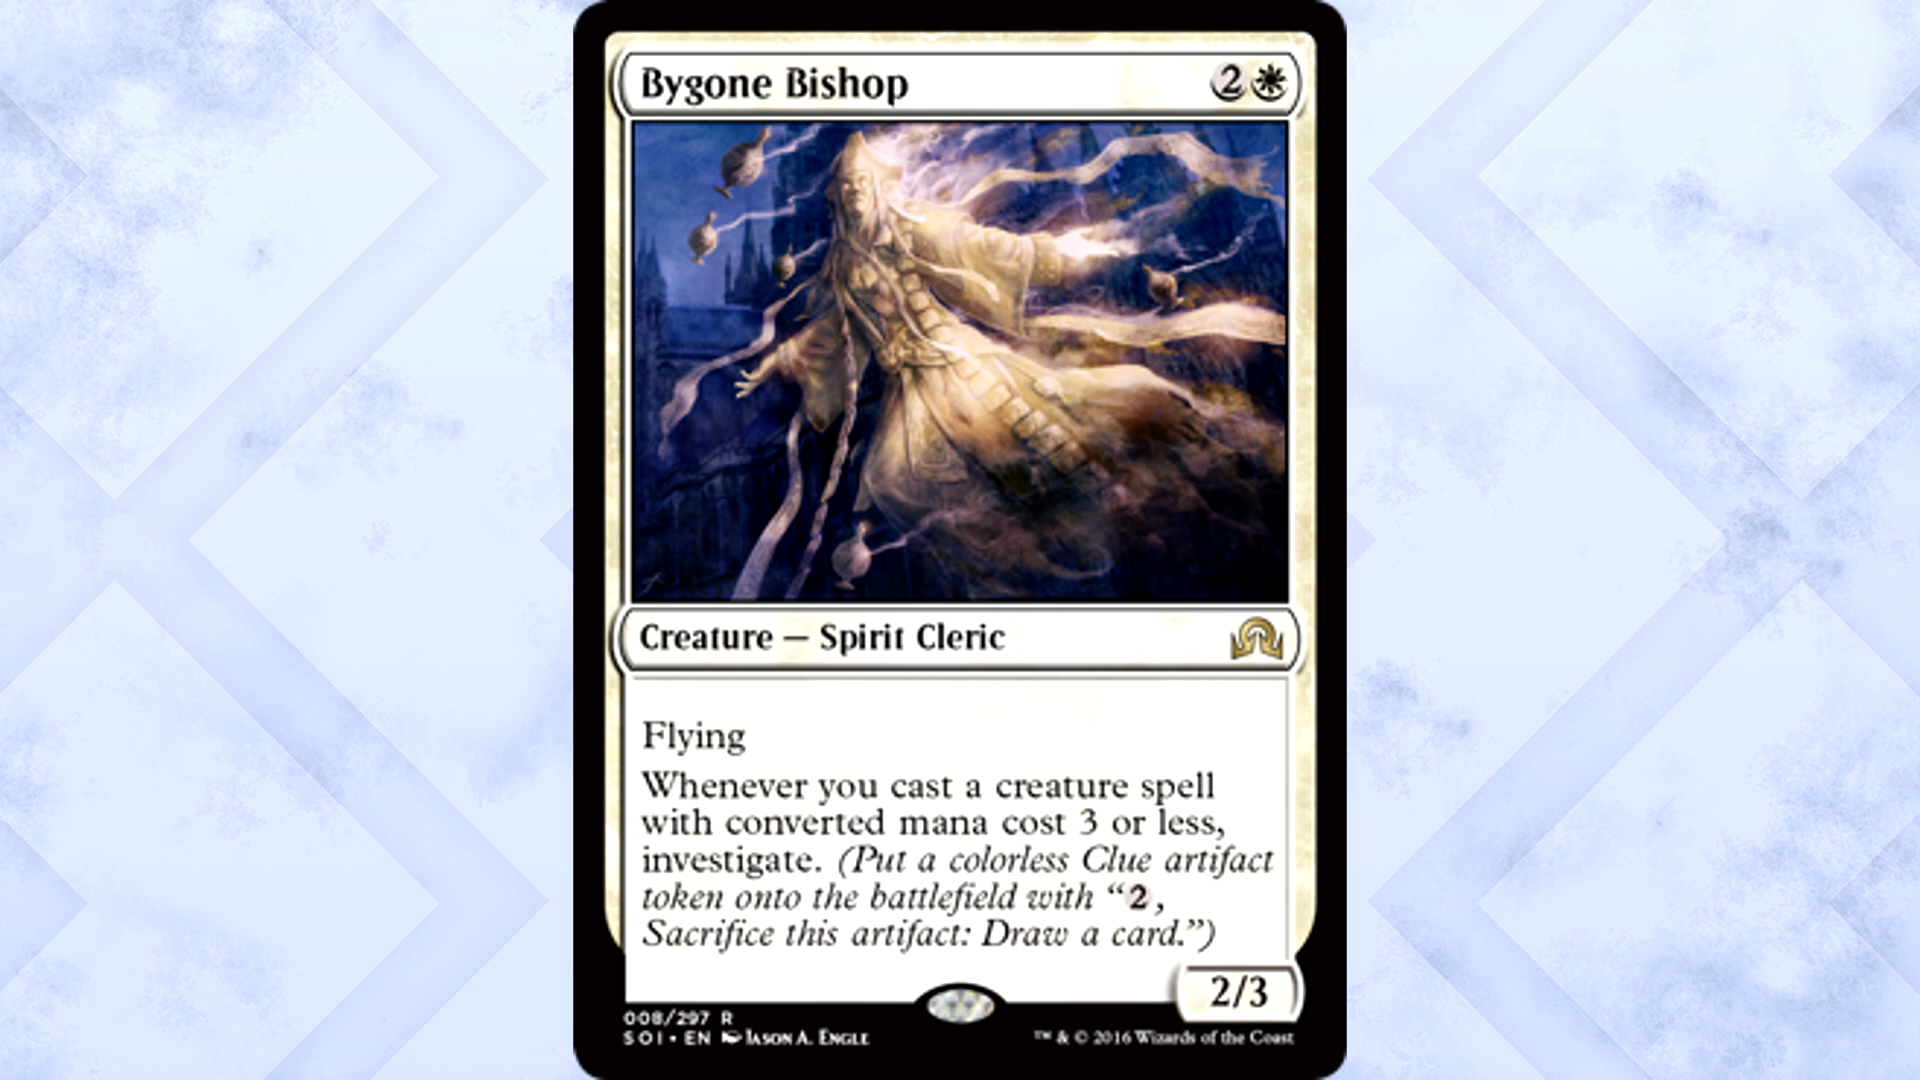 Bygone Bishop 2
Creature — Spirit Cleric
Flying
Whenever you cast a creature spell
with converted mana cost 3 or less,
investigate. (Put a colorless Clue artifact
token onto the battlefield with “2,
Sacrifice this artifact: Draw a card.”)
2/3
008/297 R
SOI • EN Jason A. Engle
™ & © 2016 Wizards of the Coast